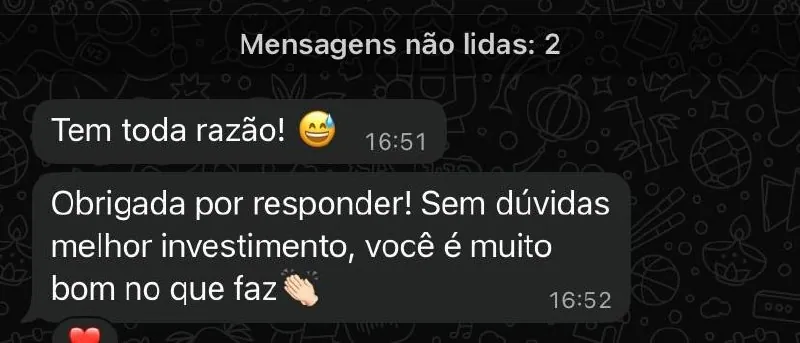 Mensagens não lidas: 2
Tem toda razão! 😅 16:51
Obrigada por responder! Sem dúvidas
melhor investimento, você é muito
bom no que faz👏🏻 16:52